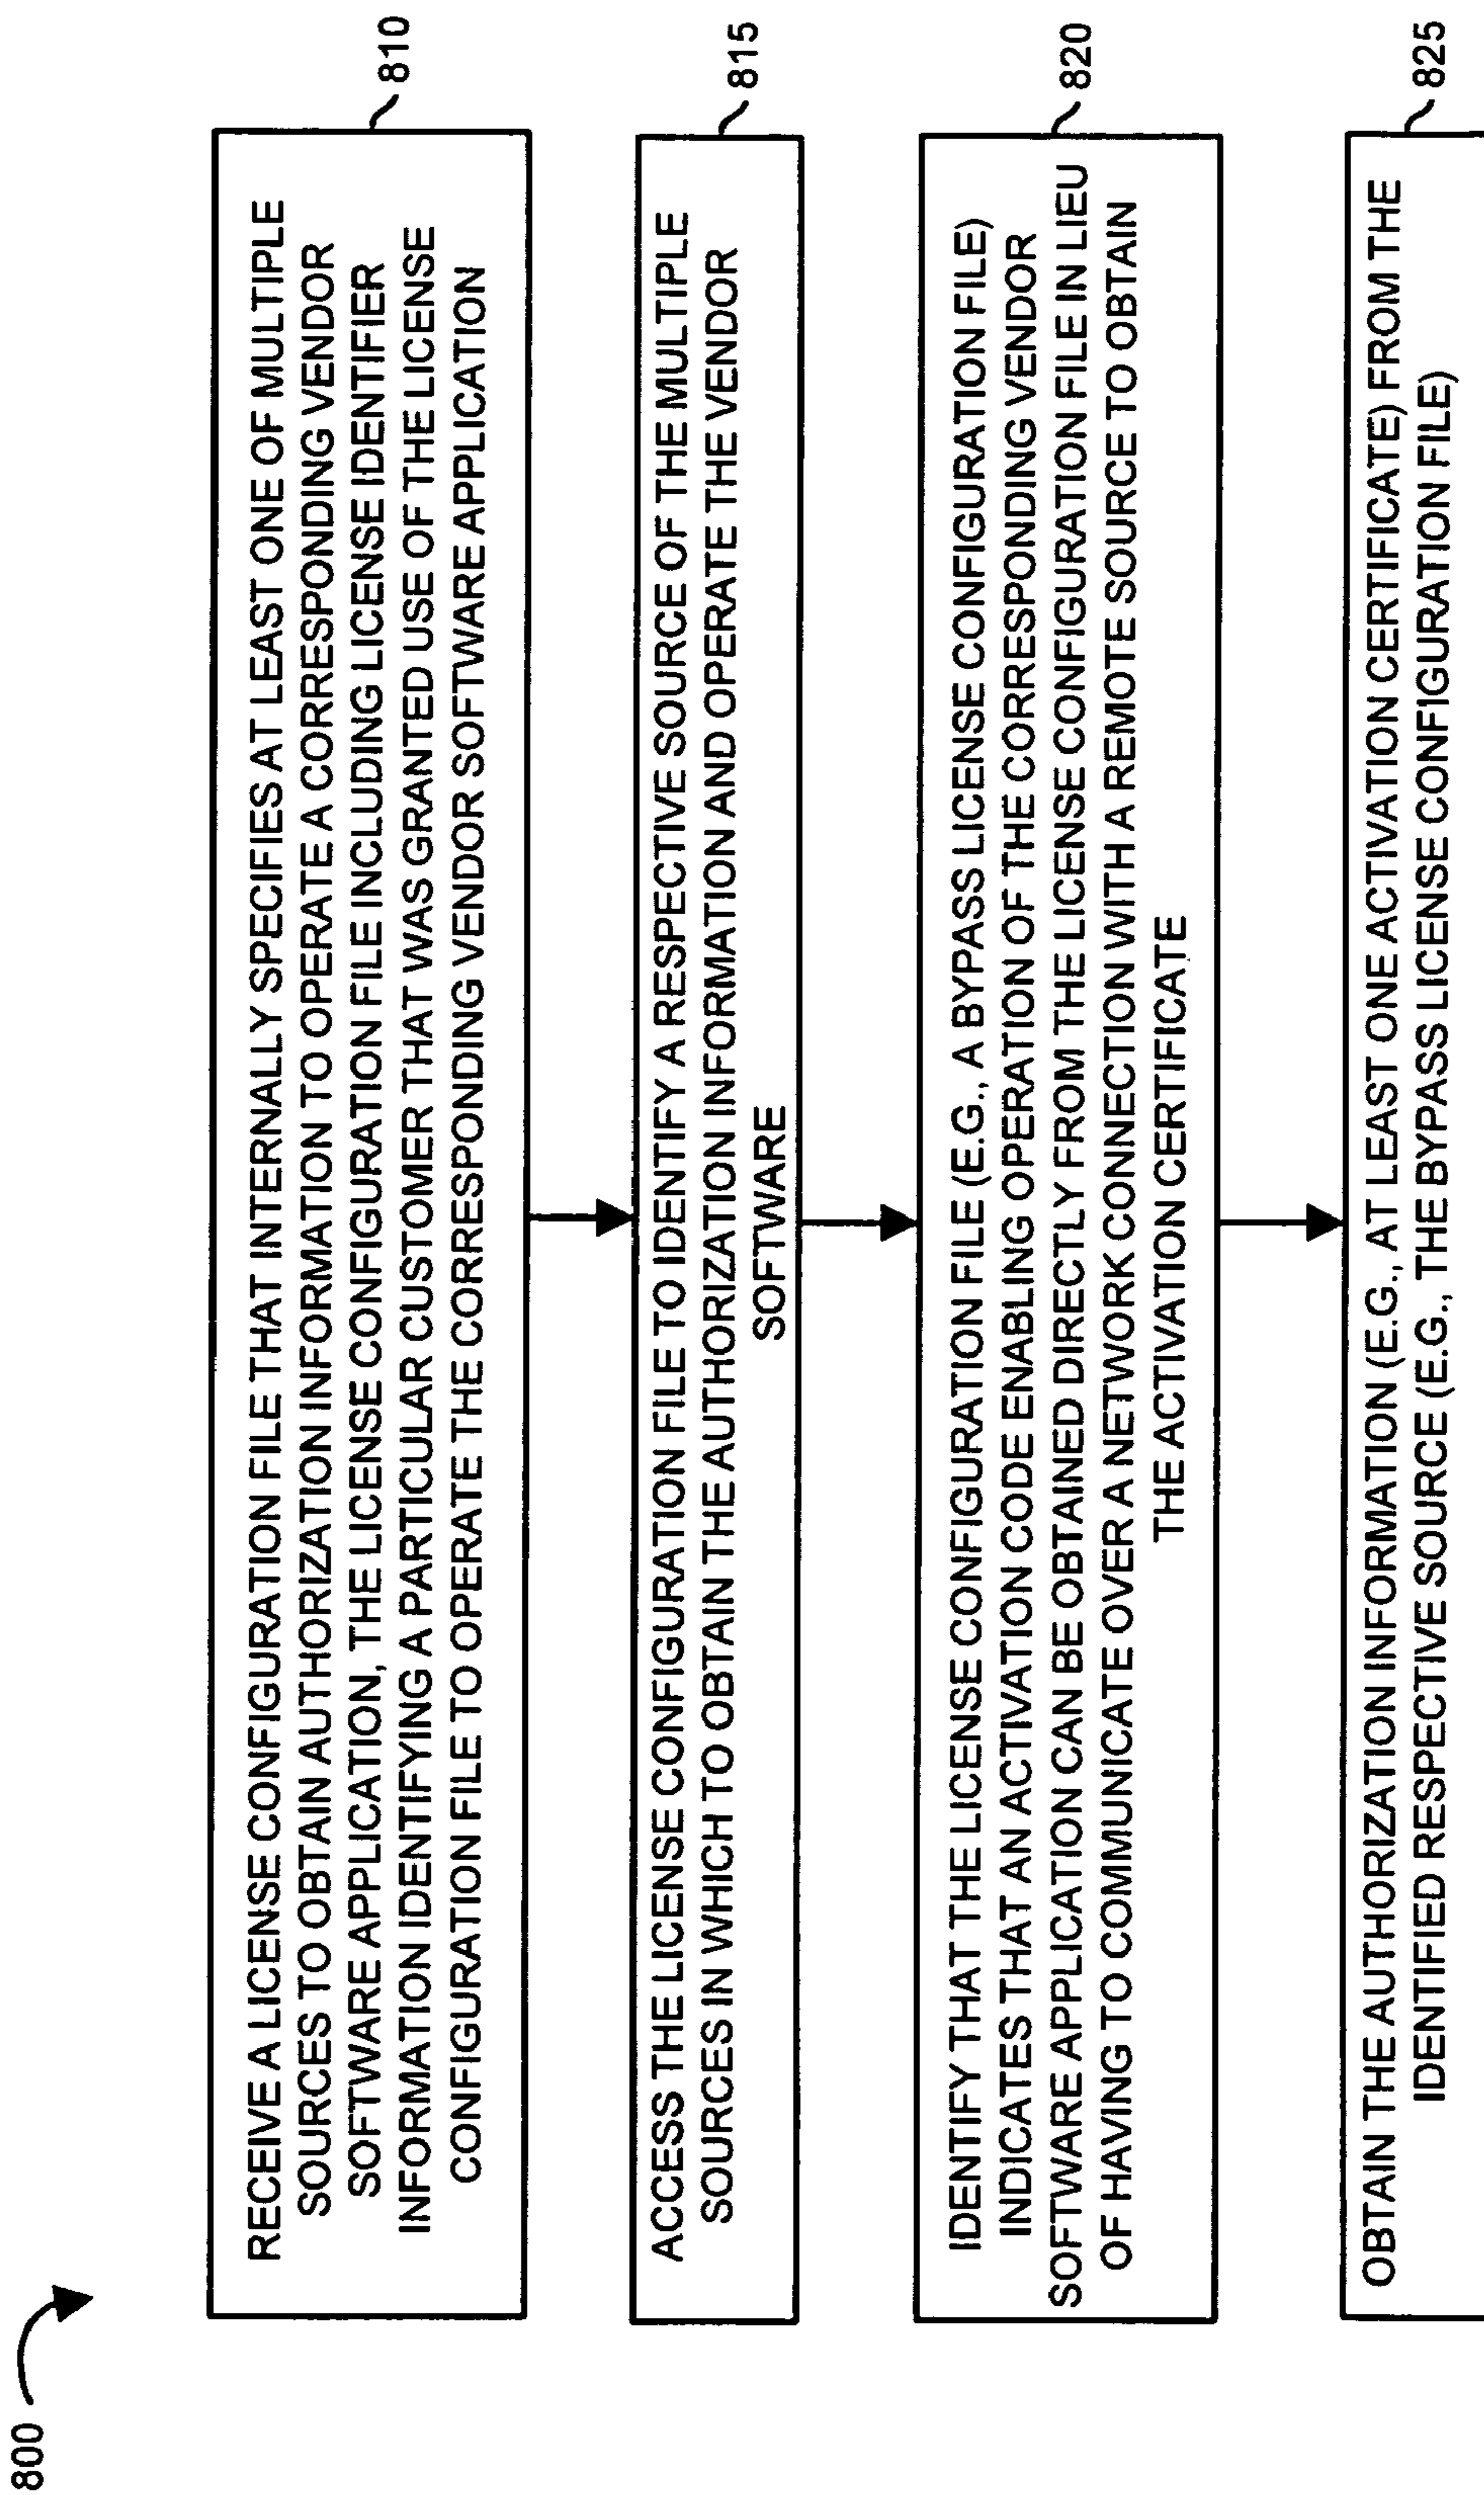 800
RECEIVE A LICENSE CONFIGURATION FILE THAT INTERNALLY SPECIFIES AT LEAST ONE OF MULTIPLE
SOURCES TO OBTAIN AUTHORIZATION INFORMATION TO OPERATE A CORRESPONDING VENDOR
SOFTWARE APPLICATION, THE LICENSE CONFIGURATION FILE INCLUDING LICENSE IDENTIFIER
INFORMATION IDENTIFYING A PARTICULAR CUSTOMER THAT WAS GRANTED USE OF THE LICENSE
CONFIGURATION FILE TO OPERATE THE CORRESPONDING VENDOR SOFTWARE APPLICATION
810
ACCESS THE LICENSE CONFIGURATION FILE TO IDENTIFY A RESPECTIVE SOURCE OF THE MULTIPLE
SOURCES IN WHICH TO OBTAIN THE AUTHORIZATION INFORMATION AND OPERATE THE VENDOR
SOFTWARE
815
IDENTIFY THAT THE LICENSE CONFIGURATION FILE (E.G., A BYPASS LICENSE CONFIGURATION FILE)
INDICATES THAT AN ACTIVATION CODE ENABLING OPERATION OF THE CORRESPONDING VENDOR
SOFTWARE APPLICATION CAN BE OBTAINED DIRECTLY FROM THE LICENSE CONFIGURATION FILE IN LIEU
OF HAVING TO COMMUNICATE OVER A NETWORK CONNECTION WITH A REMOTE SOURCE TO OBTAIN
THE ACTIVATION CERTIFICATE
820
OBTAIN THE AUTHORIZATION INFORMATION (E.G., AT LEAST ONE ACTIVATION CERTIFICATE) FROM THE
IDENTIFIED RESPECTIVE SOURCE (E.G., THE BYPASS LICENSE CONFIGURATION FILE)
825